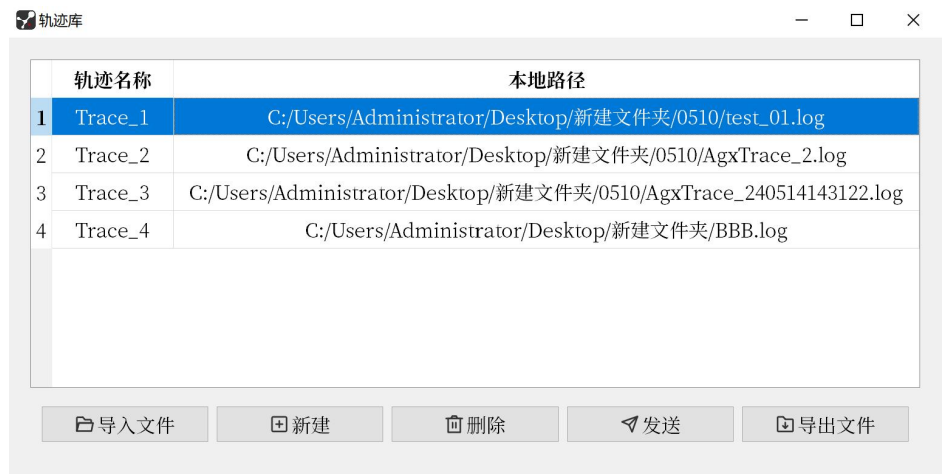 轨迹库
轨迹名称 本地路径
1 Trace_1 C:/Users/Administrator/Desktop/新建文件夹/0510/test_01.log
2 Trace_2 C:/Users/Administrator/Desktop/新建文件夹/0510/AgxTrace_2.log
3 Trace_3 C:/Users/Administrator/Desktop/新建文件夹/0510/AgxTrace_240514143122.log
4 Trace_4 C:/Users/Administrator/Desktop/新建文件夹/BBB.log
导入文件 新建 删除 发送 导出文件